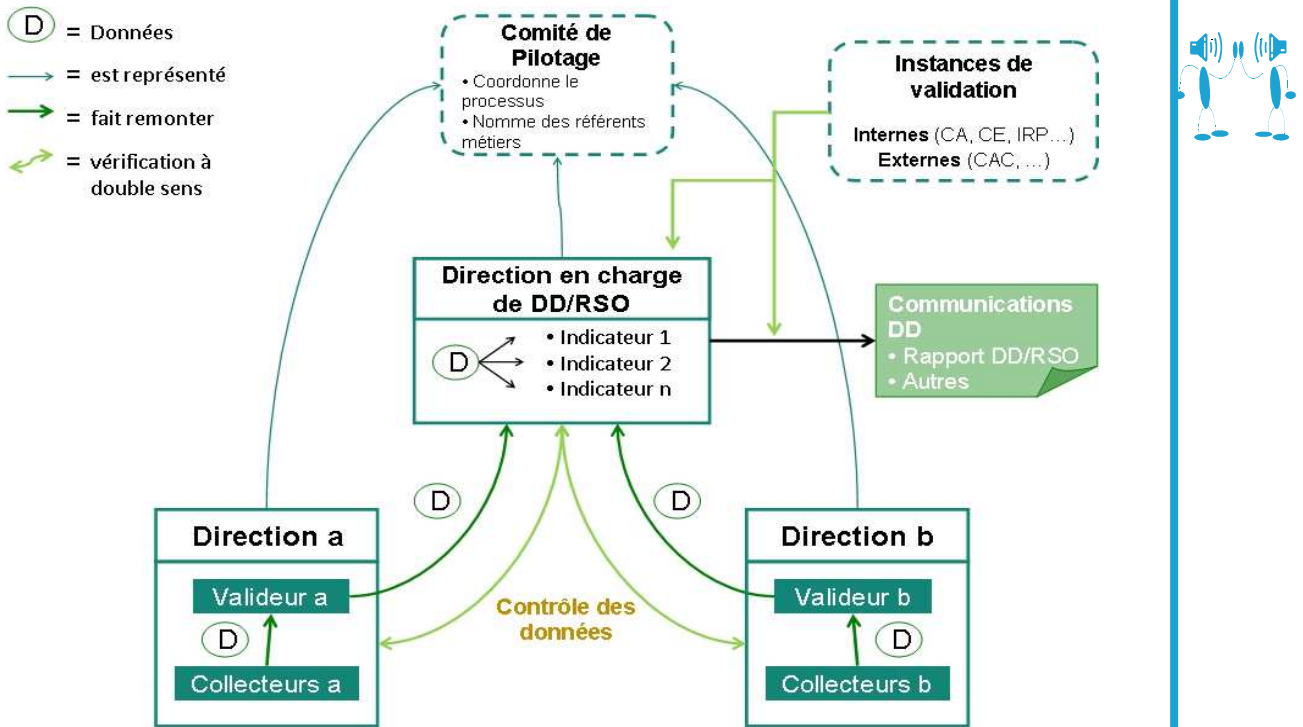 D = Données
= est représenté
= fait remonter
= vérification à
double sens
Comité de
Pilotage
• Coordonne le
processus
• Nomme des référents
métiers
Instances de
validation
Internes (CA, CE, IRP...)
Externes (CAC, ...)
Direction en charge
de DD/RSO
D
• Indicateur 1
• Indicateur 2
• Indicateur n
Communications
DD
• Rapport DD/RSO
• Autres
D
D
Direction a
Valideur a
D
Collecteurs a
Contrôle des
données
Direction b
Valideur b
D
Collecteurs b